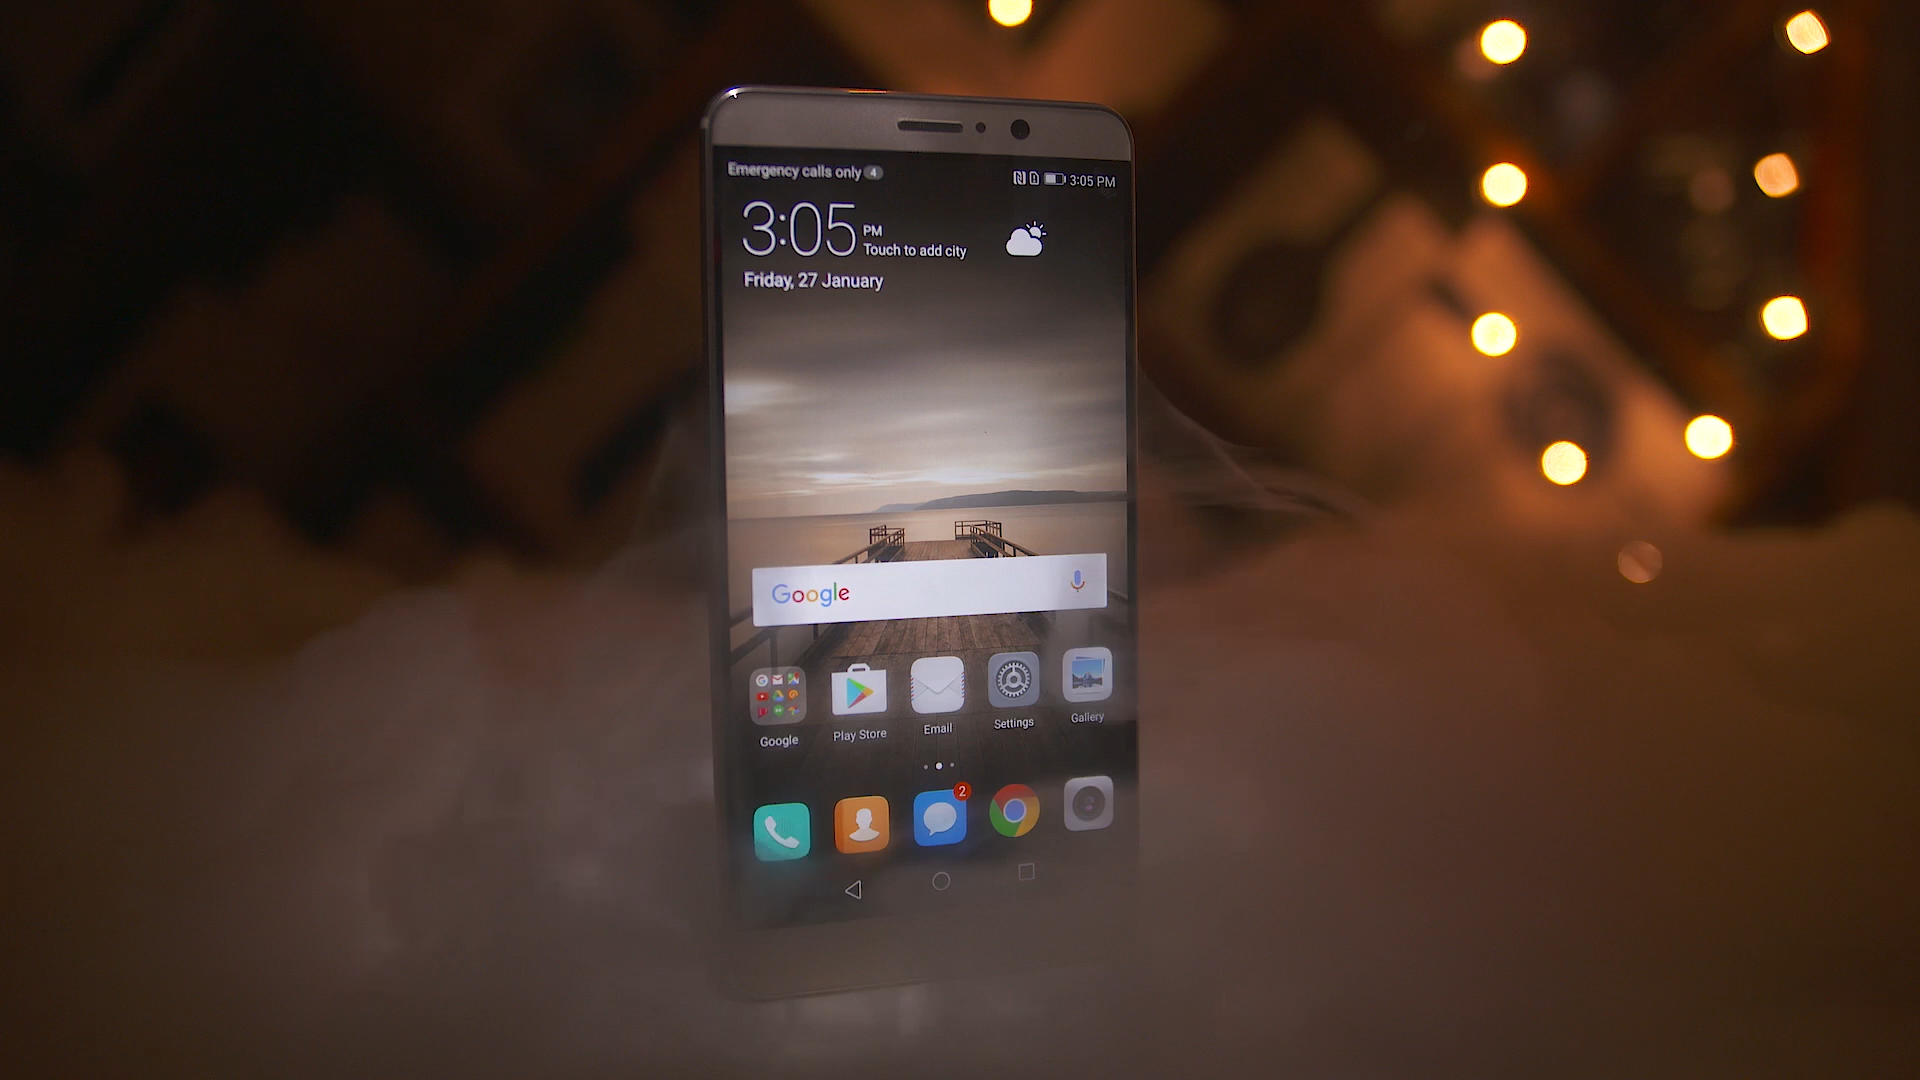 Emergency calls only 4
3:05 PM
3:05 PM
Touch to add city
Friday, 27 January
Google
Google
Play Store
Email
Settings
Gallery
2